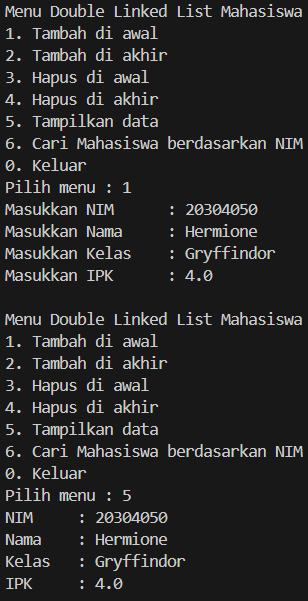 Menu Double Linked List Mahasiswa
1. Tambah di awal
2. Tambah di akhir
3. Hapus di awal
4. Hapus di akhir
5. Tampilkan data
6. Cari Mahasiswa berdasarkan NIM
0. Keluar
Pilih menu : 1
Masukkan NIM     : 20304050
Masukkan Nama    : Hermione
Masukkan Kelas   : Gryffindor
Masukkan IPK     : 4.0

Menu Double Linked List Mahasiswa
1. Tambah di awal
2. Tambah di akhir
3. Hapus di awal
4. Hapus di akhir
5. Tampilkan data
6. Cari Mahasiswa berdasarkan NIM
0. Keluar
Pilih menu : 5
NIM     : 20304050
Nama    : Hermione
Kelas   : Gryffindor
IPK     : 4.0